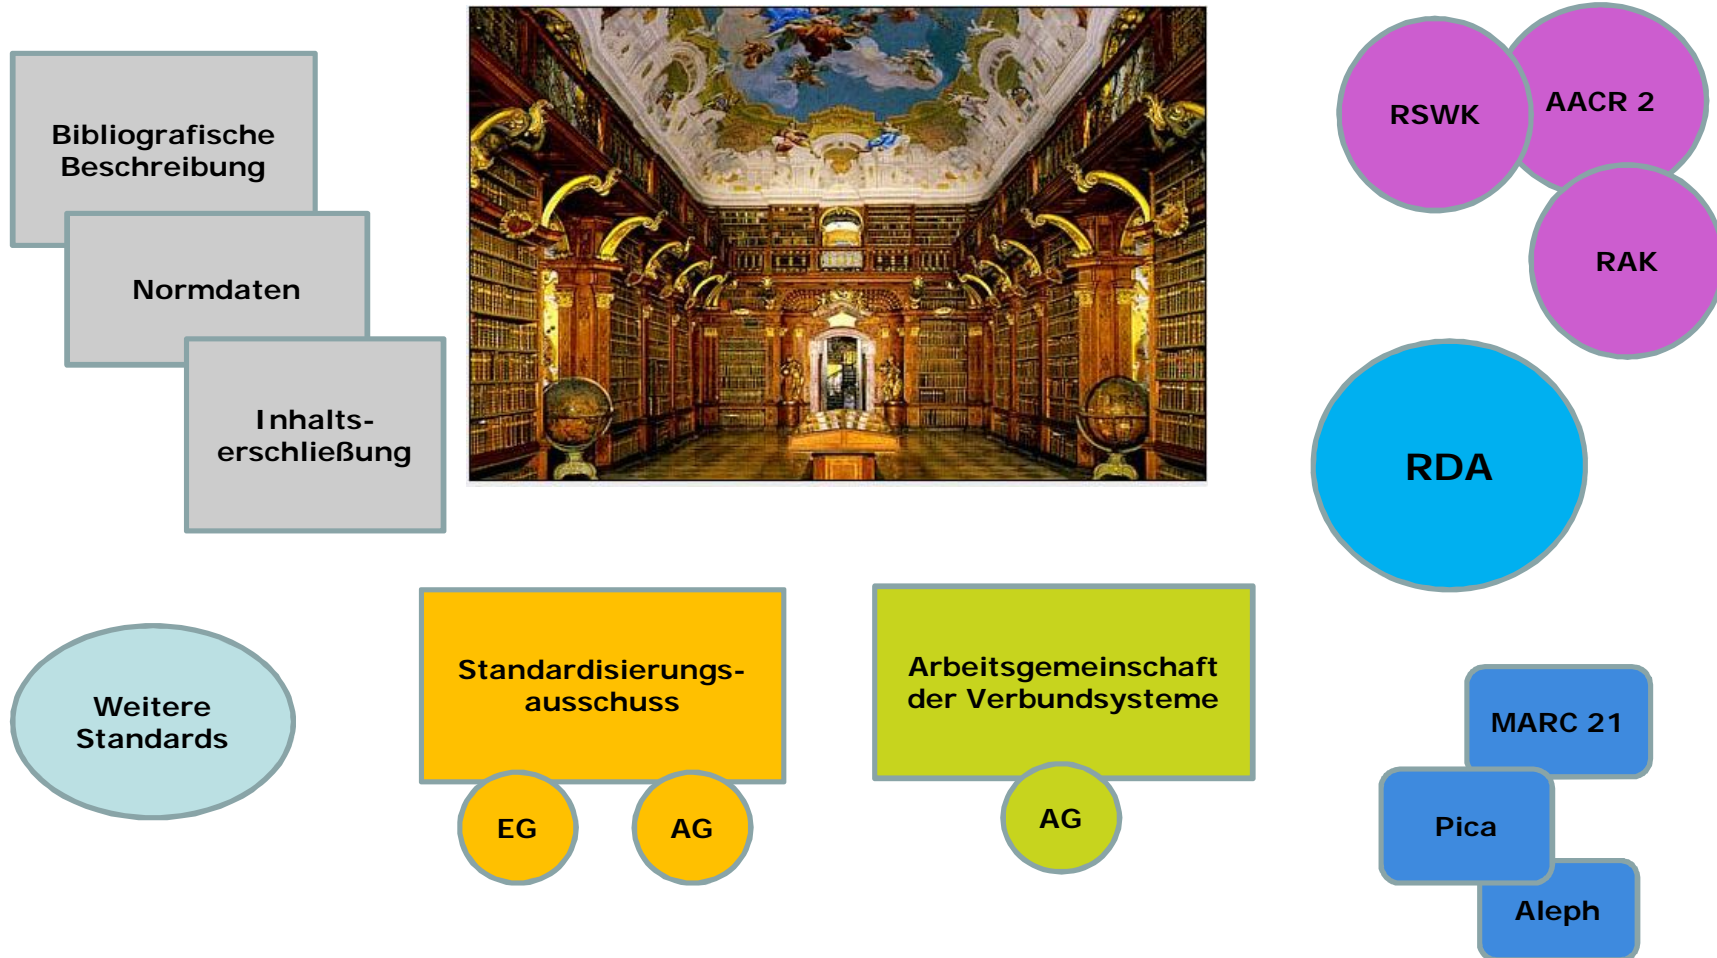 Bibliografische
Beschreibung
Normdaten
Inhalts-
erschließung
RSWK
AACR 2
RAK
RDA
Weitere
Standards
Standardisierungs-
ausschuss
EG
AG
Arbeitsgemeinschaft
der Verbundsysteme
AG
MARC 21
Pica
Aleph